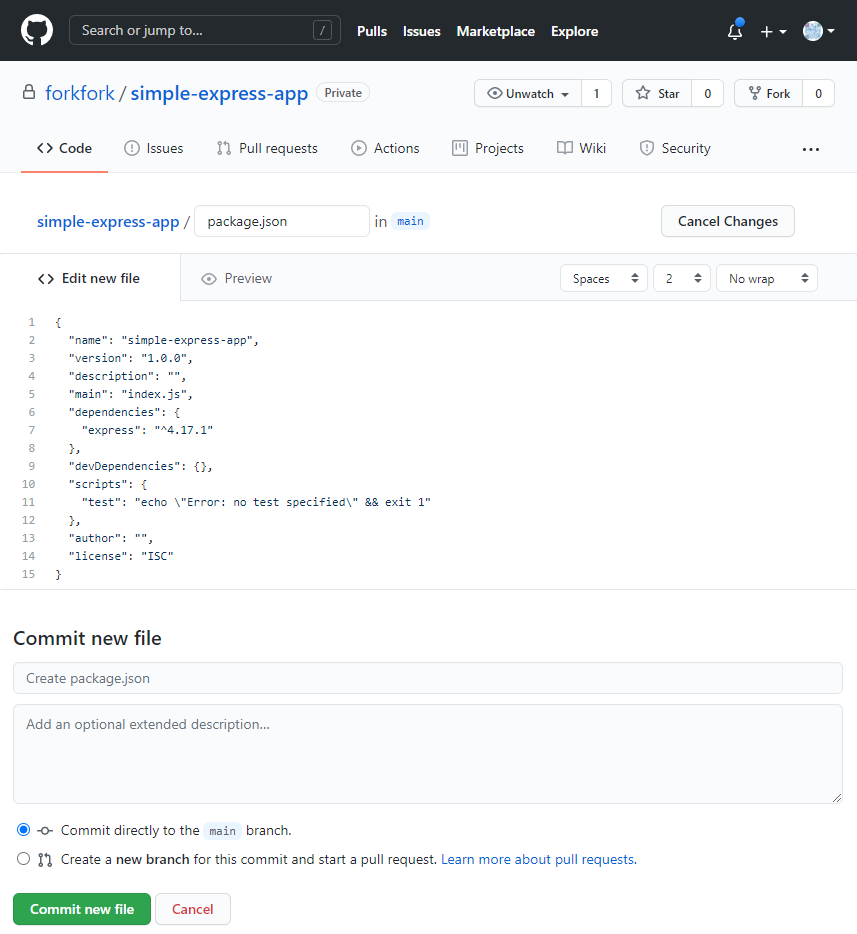 Search or jump to... / Pulls Issues Marketplace Explore
forkfork / simple-express-app Private Unwatch 1 Star 0 Fork 0
Code Issues Pull requests Actions Projects Wiki Security ...
simple-express-app / package.json in main Cancel Changes
Edit new file Preview Spaces 2 No wrap
1 {
2   "name": "simple-express-app",
3   "version": "1.0.0",
4   "description": "",
5   "main": "index.js",
6   "dependencies": {
7     "express": "^4.17.1"
8   },
9   "devDependencies": {},
10   "scripts": {
11     "test": "echo \"Error: no test specified\" && exit 1"
12   },
13   "author": "",
14   "license": "ISC"
15 }
Commit new file
Create package.json
Add an optional extended description...
Commit directly to the main branch.
Create a new branch for this commit and start a pull request. Learn more about pull requests.
Commit new file Cancel